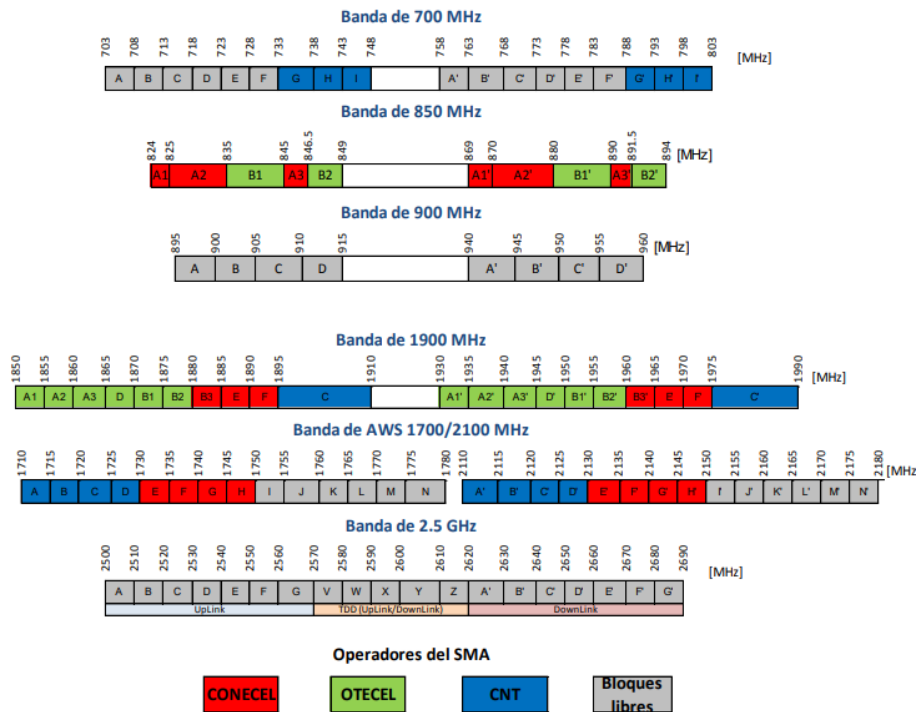 Banda de 700 MHz
703 708 713 718 723 728 733 738 743 748 758 763 768 773 778 783 788 793 798 803 [MHz]
A B C D E F G H I A' B' C' D' E' F' G' H' I'
Banda de 850 MHz
824 825 835 845 846.5 849 869 870 880 890 891.5 894 [MHz]
A1 A2 B1 A3 B2 A1' A2' B1' A3' B2'
Banda de 900 MHz
895 900 905 910 915 940 945 950 955 960 [MHz]
A B C D A' B' C' D'
Banda de 1900 MHz
1850 1855 1860 1865 1870 1875 1880 1885 1890 1895 1910 1930 1935 1940 1945 1950 1955 1960 1965 1970 1975 1990 [MHz]
A1 A2 A3 D B1 B2 B3 E F C A1' A2' A3' D' B1' B2' B3' E' F' C'
Banda de AWS 1700/2100 MHz
1710 1715 1720 1725 1730 1735 1740 1745 1750 1755 1760 1765 1770 1775 1780 2110 2115 2120 2125 2130 2135 2140 2145 2150 2155 2160 2165 2170 2175 2180 [MHz]
A B C D E F G H I J K L M N A' B' C' D' E' F' G' H' I' J' K' L' M' N'
Banda de 2.5 GHz
2500 2510 2520 2530 2540 2550 2560 2570 2580 2590 2600 2610 2620 2630 2640 2650 2660 2670 2680 2690 [MHz]
A B C D E F G V W X Y Z A' B' C' D' E' F' G'
UpLink TDD (UpLink/DownLink) DownLink
Operadores del SMA
CONECEL OTECEL CNT Bloques
libres